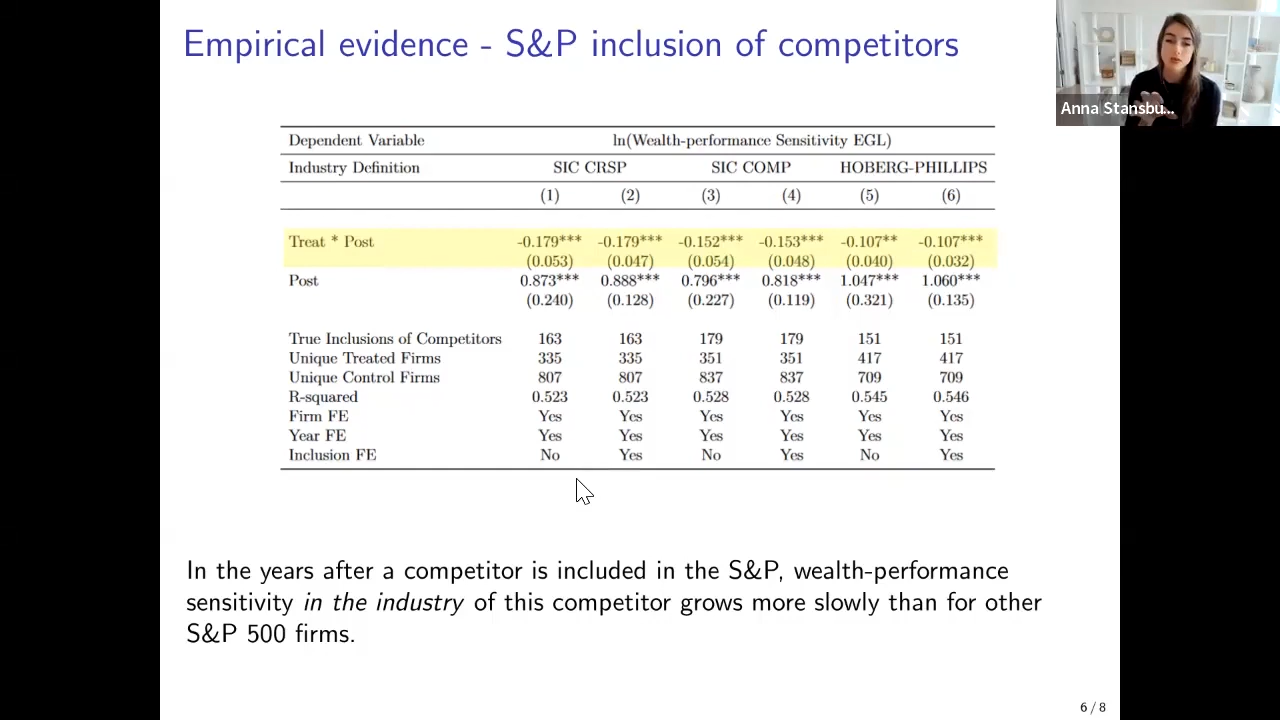 Empirical evidence - S&P inclusion of competitors
Anna Stansbu...
Dependent Variable ln(Wealth-performance Sensitivity EGL)
Industry Definition SIC CRSP SIC COMP HOBERG-PHILLIPS
(1) (2) (3) (4) (5) (6)
Treat * Post -0.179*** -0.179*** -0.152*** -0.153*** -0.107** -0.107***
(0.053) (0.047) (0.054) (0.048) (0.040) (0.032)
Post 0.873*** 0.888*** 0.796*** 0.818*** 1.047*** 1.060***
(0.240) (0.128) (0.227) (0.119) (0.321) (0.135)
True Inclusions of Competitors 163 163 179 179 151 151
Unique Treated Firms 335 335 351 351 417 417
Unique Control Firms 807 807 837 837 709 709
R-squared 0.523 0.523 0.528 0.528 0.545 0.546
Firm FE Yes Yes Yes Yes Yes Yes
Year FE Yes Yes Yes Yes Yes Yes
Inclusion FE No Yes No Yes No Yes
In the years after a competitor is included in the S&P, wealth-performance
sensitivity in the industry of this competitor grows more slowly than for other
S&P 500 firms.
6 / 8